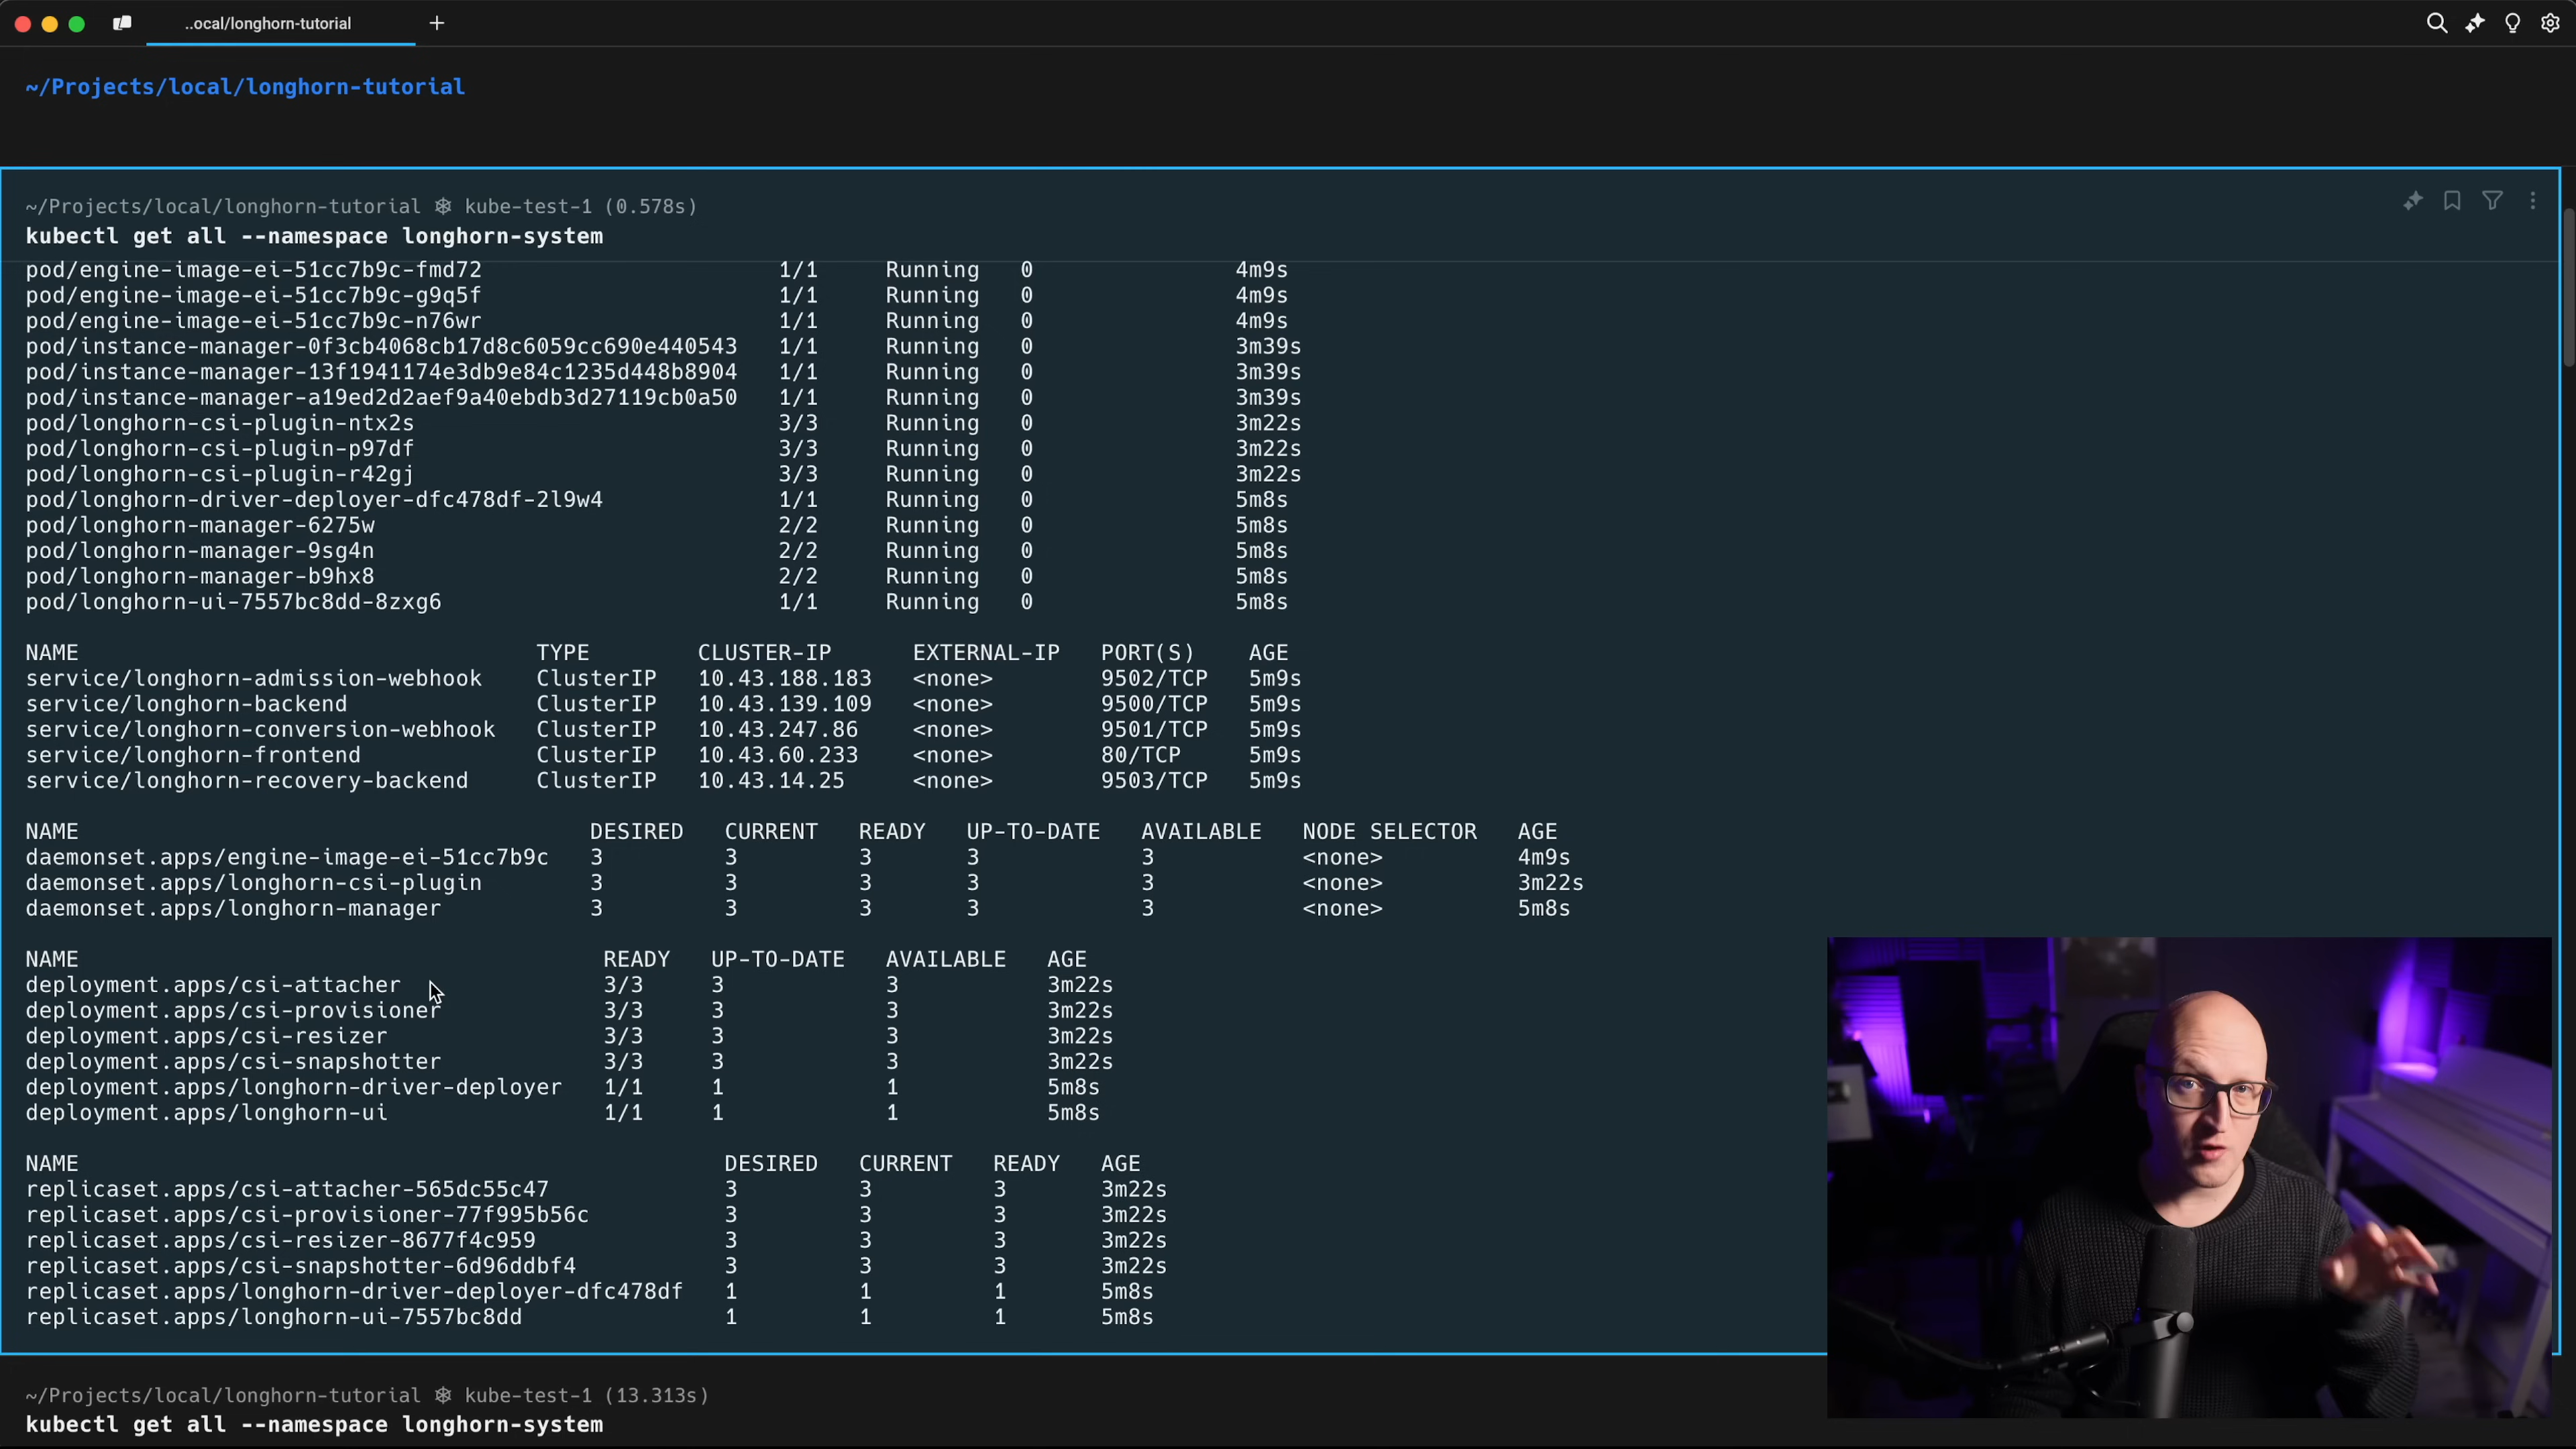 ..ocal/longhorn-tutorial
~/Projects/local/longhorn-tutorial
~/Projects/local/longhorn-tutorial ⎈ kube-test-1 (0.578s)
kubectl get all --namespace longhorn-system
pod/engine-image-ei-51cc7b9c-fmd72 1/1 Running 0 4m9s
pod/engine-image-ei-51cc7b9c-g9q5f 1/1 Running 0 4m9s
pod/engine-image-ei-51cc7b9c-n76wr 1/1 Running 0 4m9s
pod/instance-manager-0f3cb4068cb17d8c6059cc690e440543 1/1 Running 0 3m39s
pod/instance-manager-13f1941174e3db9e84c1235d448b8904 1/1 Running 0 3m39s
pod/instance-manager-a19ed2d2aef9a40ebdb3d27119cb0a50 1/1 Running 0 3m39s
pod/longhorn-csi-plugin-ntx2s 3/3 Running 0 3m22s
pod/longhorn-csi-plugin-p97df 3/3 Running 0 3m22s
pod/longhorn-csi-plugin-r42gj 3/3 Running 0 3m22s
pod/longhorn-driver-deployer-dfc478df-2l9w4 1/1 Running 0 5m8s
pod/longhorn-manager-6275w 2/2 Running 0 5m8s
pod/longhorn-manager-9sg4n 2/2 Running 0 5m8s
pod/longhorn-manager-b9hx8 2/2 Running 0 5m8s
pod/longhorn-ui-7557bc8dd-8zxg6 1/1 Running 0 5m8s
NAME TYPE CLUSTER-IP EXTERNAL-IP PORT(S) AGE
service/longhorn-admission-webhook ClusterIP 10.43.188.183 <none> 9502/TCP 5m9s
service/longhorn-backend ClusterIP 10.43.139.109 <none> 9500/TCP 5m9s
service/longhorn-conversion-webhook ClusterIP 10.43.247.86 <none> 9501/TCP 5m9s
service/longhorn-frontend ClusterIP 10.43.60.233 <none> 80/TCP 5m9s
service/longhorn-recovery-backend ClusterIP 10.43.14.25 <none> 9503/TCP 5m9s
NAME DESIRED CURRENT READY UP-TO-DATE AVAILABLE NODE SELECTOR AGE
daemonset.apps/engine-image-ei-51cc7b9c 3 3 3 3 3 <none> 4m9s
daemonset.apps/longhorn-csi-plugin 3 3 3 3 3 <none> 3m22s
daemonset.apps/longhorn-manager 3 3 3 3 3 <none> 5m8s
NAME READY UP-TO-DATE AVAILABLE AGE
deployment.apps/csi-attacher 3/3 3 3 3m22s
deployment.apps/csi-provisioner 3/3 3 3 3m22s
deployment.apps/csi-resizer 3/3 3 3 3m22s
deployment.apps/csi-snapshotter 3/3 3 3 3m22s
deployment.apps/longhorn-driver-deployer 1/1 1 1 5m8s
deployment.apps/longhorn-ui 1/1 1 1 5m8s
NAME DESIRED CURRENT READY AGE
replicaset.apps/csi-attacher-565dc55c47 3 3 3 3m22s
replicaset.apps/csi-provisioner-77f995b56c 3 3 3 3m22s
replicaset.apps/csi-resizer-8677f4c959 3 3 3 3m22s
replicaset.apps/csi-snapshotter-6d96ddbf4 3 3 3 3m22s
replicaset.apps/longhorn-driver-deployer-dfc478df 1 1 1 5m8s
replicaset.apps/longhorn-ui-7557bc8dd 1 1 1 5m8s
~/Projects/local/longhorn-tutorial ⎈ kube-test-1 (13.313s)
kubectl get all --namespace longhorn-system